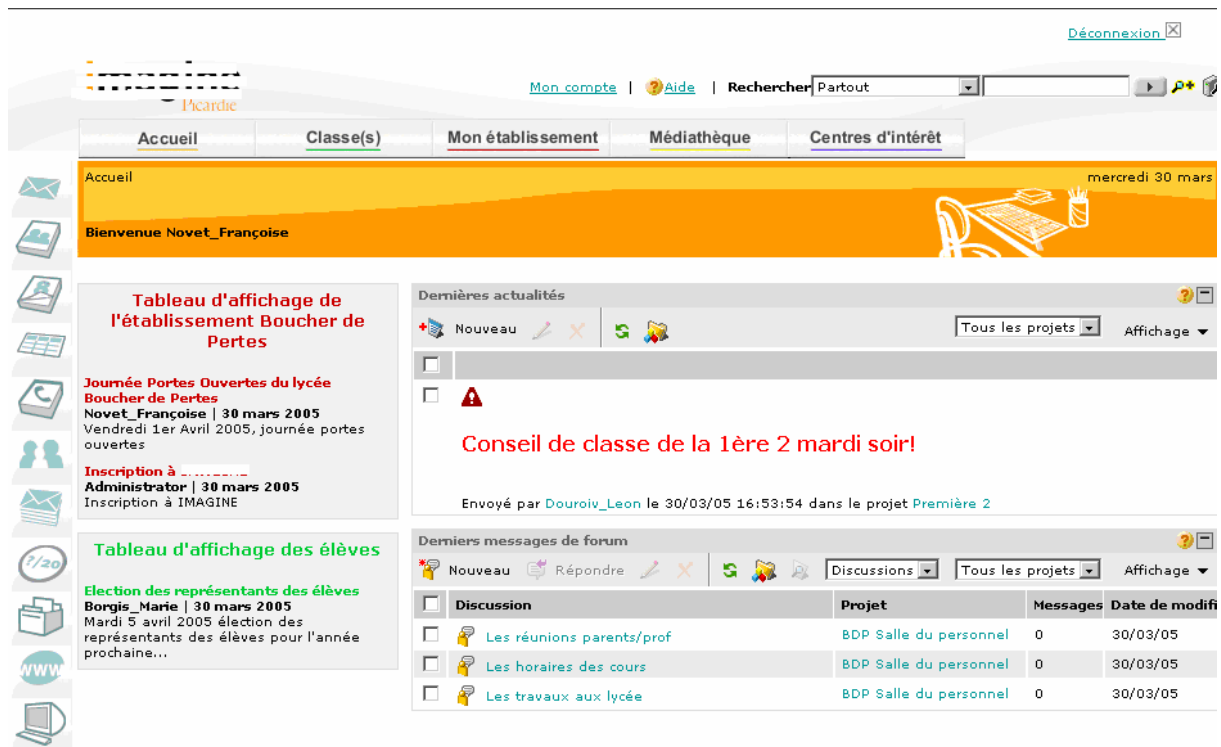 Déconnexion
Picardie
Mon compte | Aide | Rechercher Partout
Accueil Classe(s) Mon établissement Médiathèque Centres d'intérêt
Accueil mercredi 30 mars
Bienvenue Novet_Françoise
Tableau d'affichage de
l'établissement Boucher de
Pertes
Journée Portes Ouvertes du lycée
Boucher de Pertes
Novet_Françoise | 30 mars 2005
Vendredi 1er Avril 2005, journée portes
ouvertes
Inscription à
Administrator | 30 mars 2005
Inscription à IMAGINE
Tableau d'affichage des élèves
Election des représentants des élèves
Borgis_Marie | 30 mars 2005
Mardi 5 avril 2005 élection des
représentants des élèves pour l'année
prochaine...
?/20
www
Dernières actualités
Nouveau Tous les projets Affichage
Conseil de classe de la 1ère 2 mardi soir!
Envoyé par Douroiv_Leon le 30/03/05 16:53:54 dans le projet Première 2
Derniers messages de forum
Nouveau Répondre Discussions Tous les projets Affichage
Discussion Projet Messages Date de modifi
Les réunions parents/prof BDP Salle du personnel 0 30/03/05
Les horaires des cours BDP Salle du personnel 0 30/03/05
Les travaux aux lycée BDP Salle du personnel 0 30/03/05